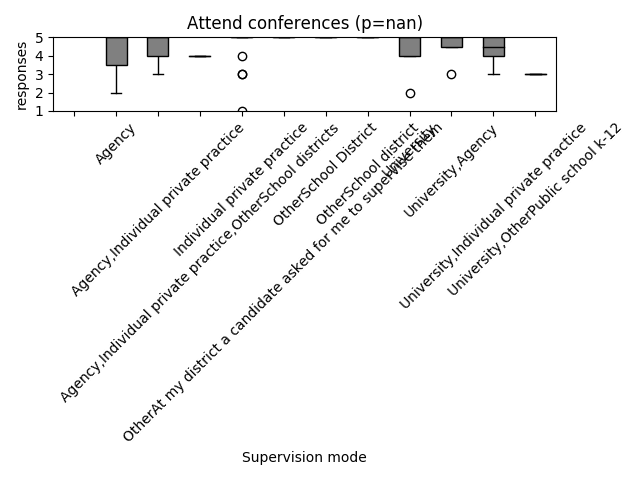 Attend conferences (p=nan)
responses
5
4
3
2
1
Agency
Agency,Individual private practice
Agency,Individual private practice,OtherSchool districts
Individual private practice
OtherAt my district a candidate asked for me to supervise them
OtherSchool District
OtherSchool district
University
University,Agency
University,Individual private practice
University,OtherPublic school k-12
Supervision mode